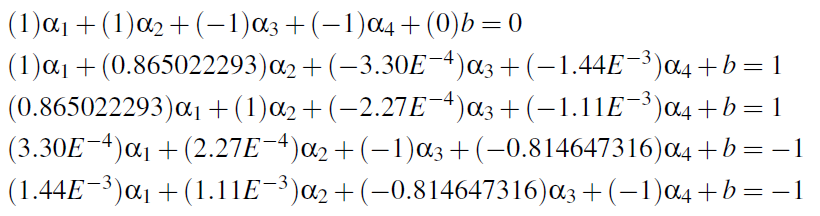 (1)α₁ + (1)α₂ + (−1)α₃ + (−1)α₄ + (0)b = 0
(1)α₁ + (0.865022293)α₂ + (−3.30E⁻⁴)α₃ + (−1.44E⁻³)α₄ + b = 1
(0.865022293)α₁ + (1)α₂ + (−2.27E⁻⁴)α₃ + (−1.11E⁻³)α₄ + b = 1
(3.30E⁻⁴)α₁ + (2.27E⁻⁴)α₂ + (−1)α₃ + (−0.814647316)α₄ + b = −1
(1.44E⁻³)α₁ + (1.11E⁻³)α₂ + (−0.814647316)α₃ + (−1)α₄ + b = −1